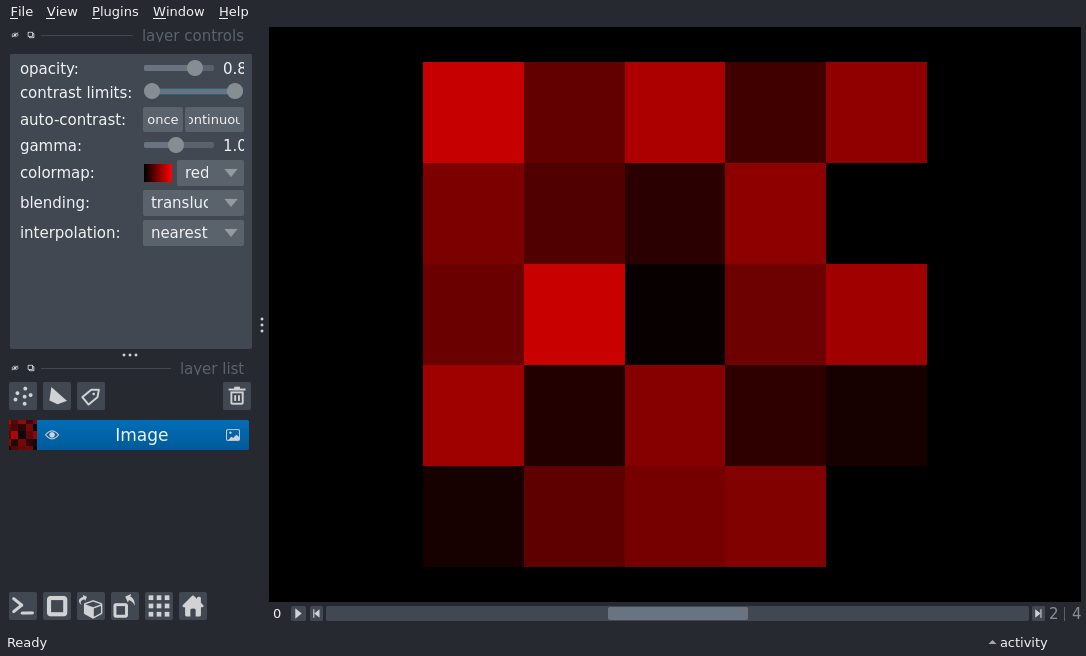 File View Plugins Window Help
layer controls
opacity: 0.8
contrast limits:
auto-contrast: once ontinuou
gamma: 1.0
colormap: red
blending: transluc
interpolation: nearest
layer list
Image
0 2 | 4
Ready activity